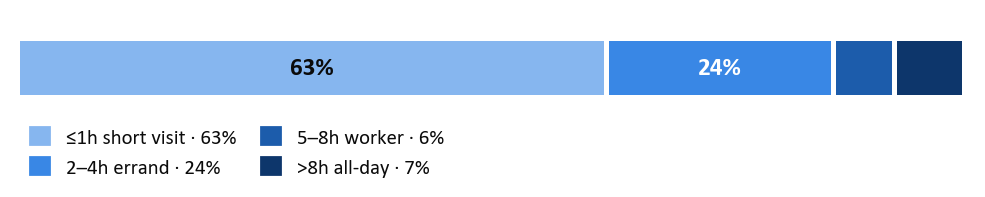 63% 24%
≤1h short visit · 63% 5–8h worker · 6%
2–4h errand · 24% >8h all-day · 7%